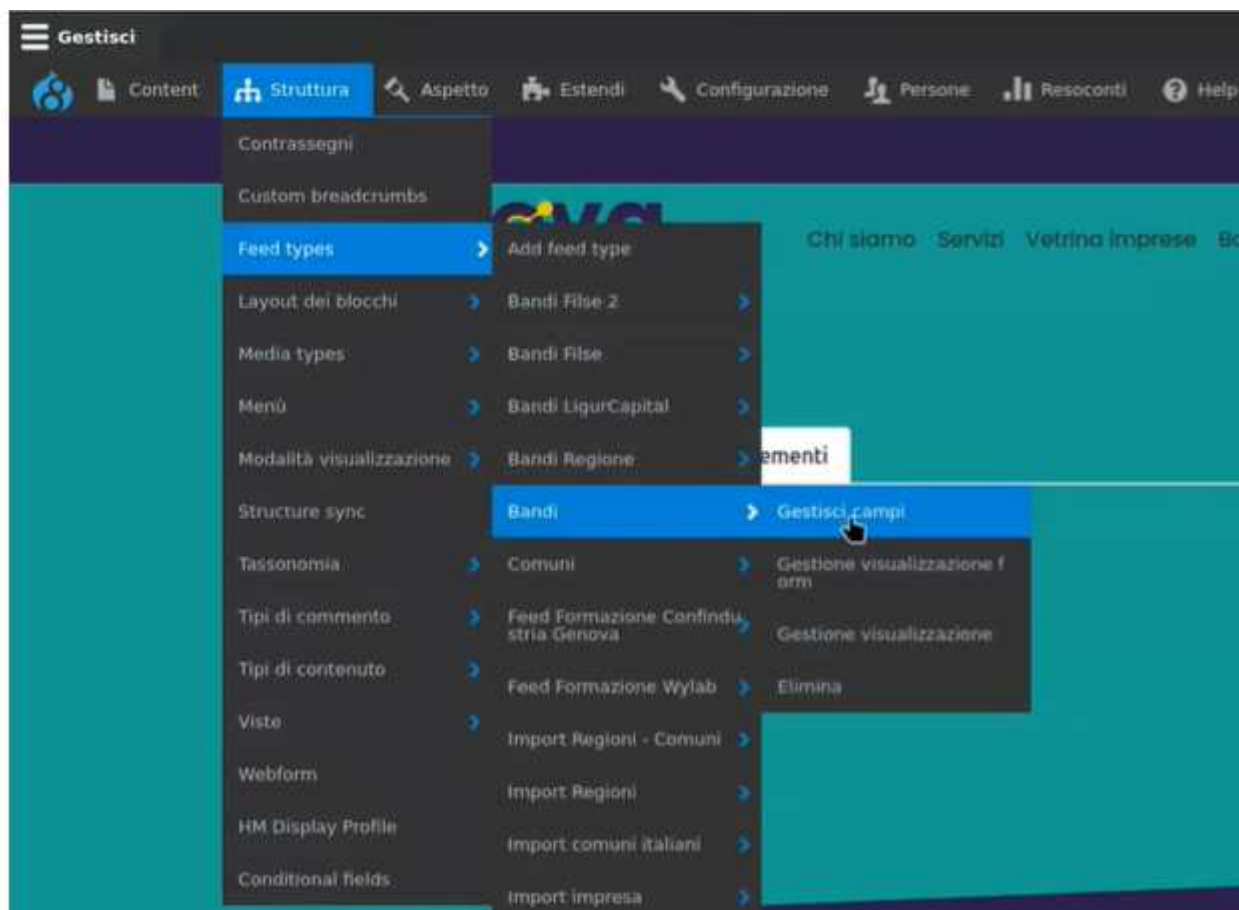 Gestisci
Content Struttura Aspetto Estendi Configurazione Persone Resoconti Help
Contrassegni
Custom breadcrumbs
Feed types
Layout dei blocchi
Media types
Menù
Modalità visualizzazione
Structure sync
Tassonomia
Tipi di commento
Tipi di contenuto
Viste
Webform
HM Display Profile
Conditional fields
Add feed type
Bandi Filse 2
Bandi Filse
Bandi LigurCapital
Bandi Regione
Bandi
Comuni
Feed Formazione Confindu
stria Genova
Feed Formazione Wylab
Import Regioni - Comuni
Import Regioni
Import comuni italiani
Import impresa
Gestisci campi
Gestione visualizzazione f
orm
Gestione visualizzazione
Elimina
Chi siamo Servizi Vetrina imprese
ementi